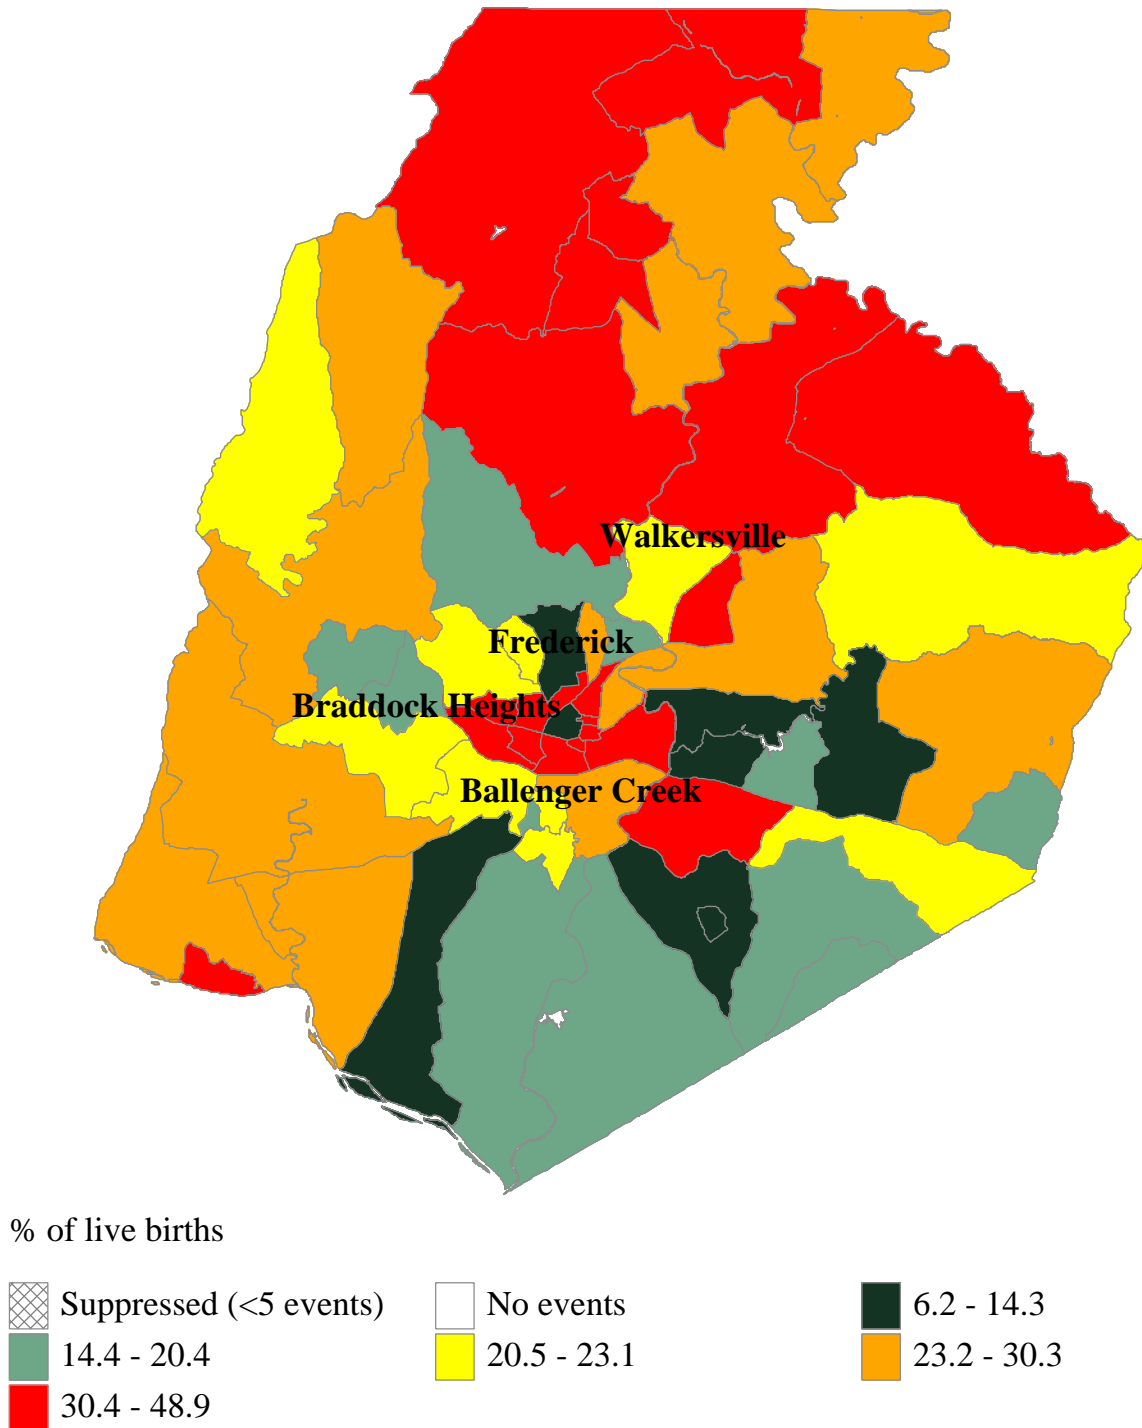 Walkersville
Frederick
Braddock Heights
Ballenger Creek
% of live births
Suppressed (<5 events)
No events
6.2 - 14.3
14.4 - 20.4
20.5 - 23.1
23.2 - 30.3
30.4 - 48.9